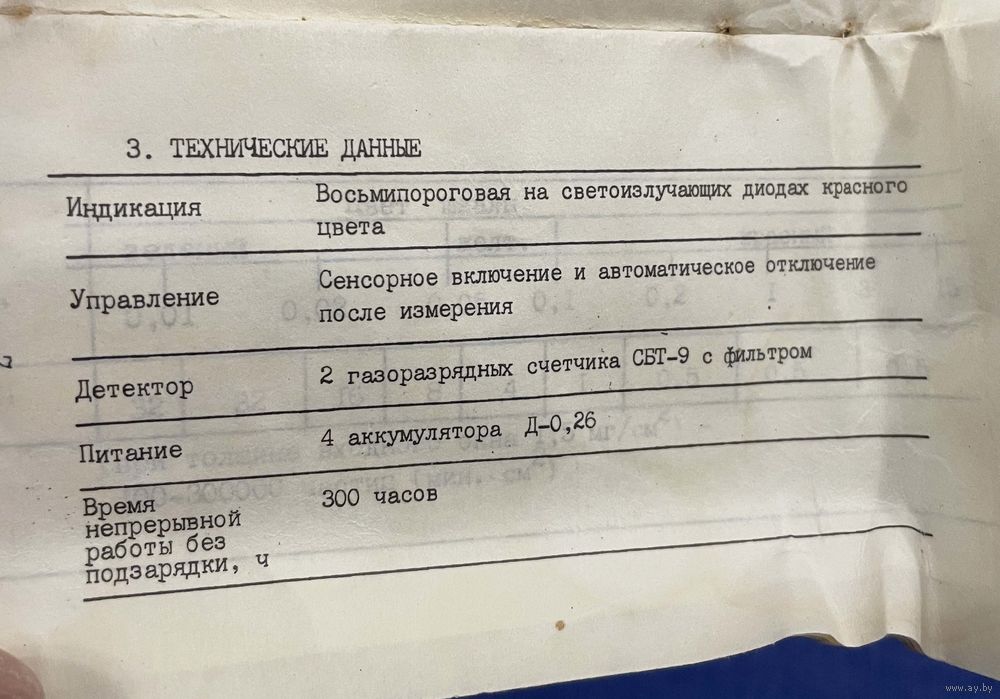 3. ТЕХНИЧЕСКИЕ ДАННЫЕ
Индикация
Восьмипороговая на светоизлучающих диодах красного
цвета
Управление
Сенсорное включение и автоматическое отключение
после измерения
Детектор
2 газоразрядных счетчика СБТ-9 с фильтром
Питание
4 аккумулятора Д-0,26
Время
непрерывной
работы без
подзарядки, ч
300 часов
www.ay.by